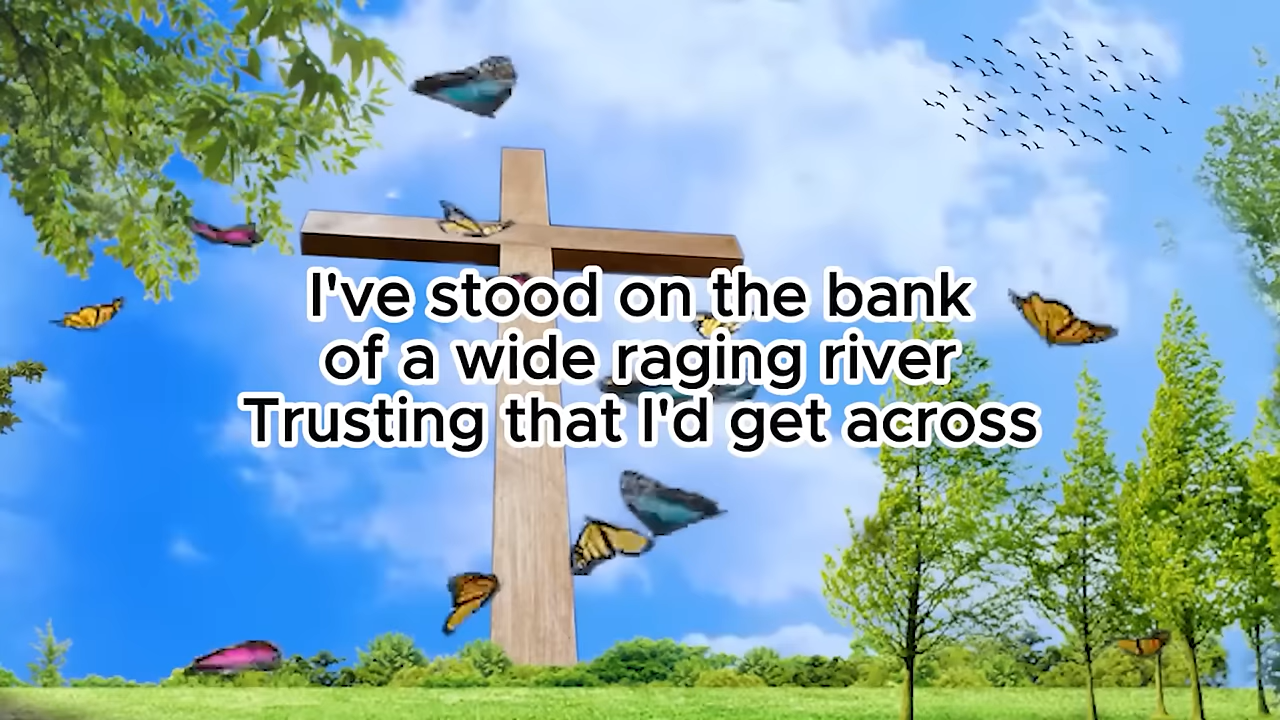 I've stood on the bank
of a wide raging river
Trusting that I'd get across